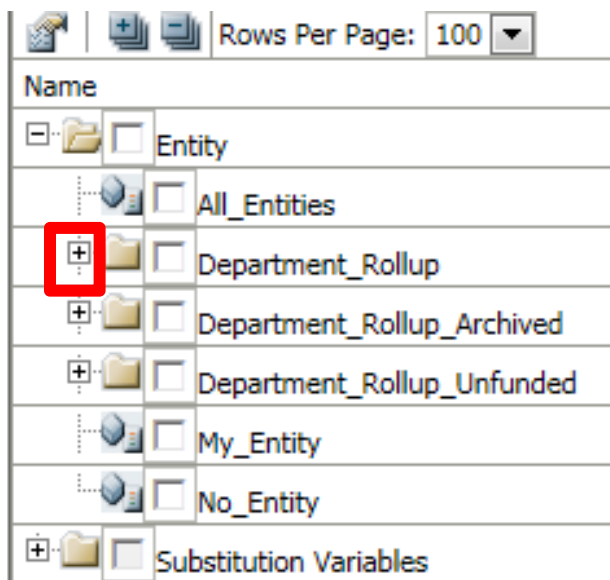 Rows Per Page: 100
Name
Entity
All_Entities
Department_Rollup
Department_Rollup_Archived
Department_Rollup_Unfunded
My_Entity
No_Entity
Substitution Variables